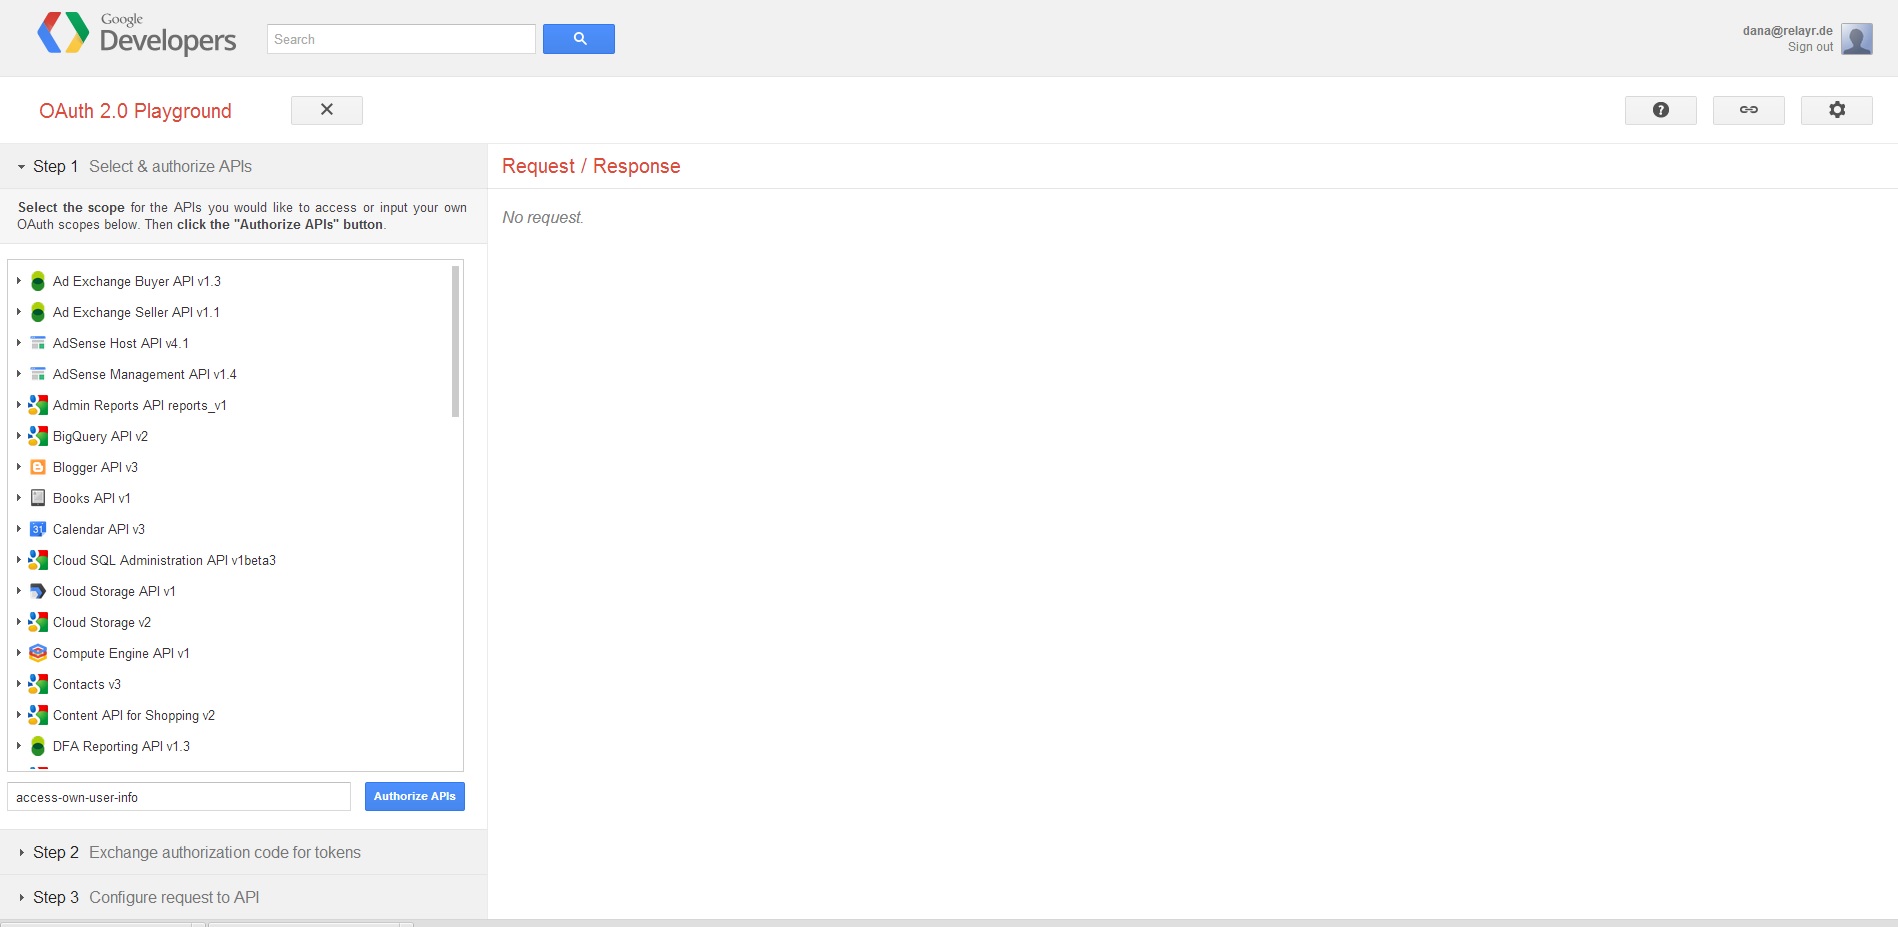 Google
Developers
Search
dana@relayr.de
Sign out
OAuth 2.0 Playground
Step 1 Select & authorize APIs
Request / Response
Select the scope for the APIs you would like to access or input your own
OAuth scopes below. Then click the "Authorize APIs" button.
No request.
Ad Exchange Buyer API v1.3
Ad Exchange Seller API v1.1
AdSense Host API v4.1
AdSense Management API v1.4
Admin Reports API reports_v1
BigQuery API v2
Blogger API v3
Books API v1
31
Calendar API v3
Cloud SQL Administration API v1beta3
Cloud Storage API v1
Cloud Storage v2
Compute Engine API v1
Contacts v3
Content API for Shopping v2
DFA Reporting API v1.3
access-own-user-info
Authorize APIs
Step 2 Exchange authorization code for tokens
Step 3 Configure request to API